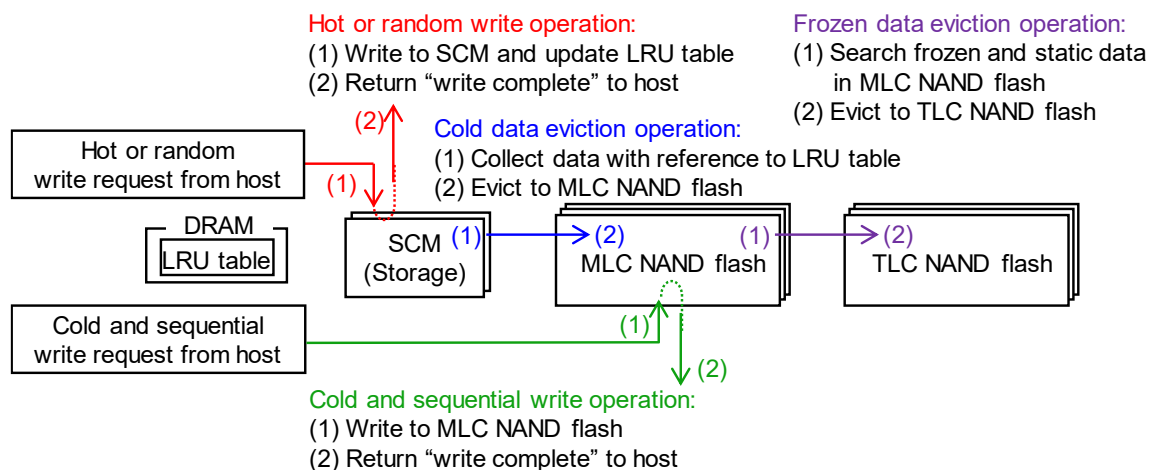 Hot or random write operation:
(1) Write to SCM and update LRU table
(2) Return “write complete” to host
Frozen data eviction operation:
(1) Search frozen and static data
in MLC NAND flash
(2) Evict to TLC NAND flash
(2)
Cold data eviction operation:
(1) Collect data with reference to LRU table
(2) Evict to MLC NAND flash
Hot or random
write request from host
(1)
DRAM
LRU table
SCM
(Storage)
(1)
(2)
MLC NAND flash
(1)
(2)
TLC NAND flash
Cold and sequential
write request from host
(1)
(2)
Cold and sequential write operation:
(1) Write to MLC NAND flash
(2) Return “write complete” to host